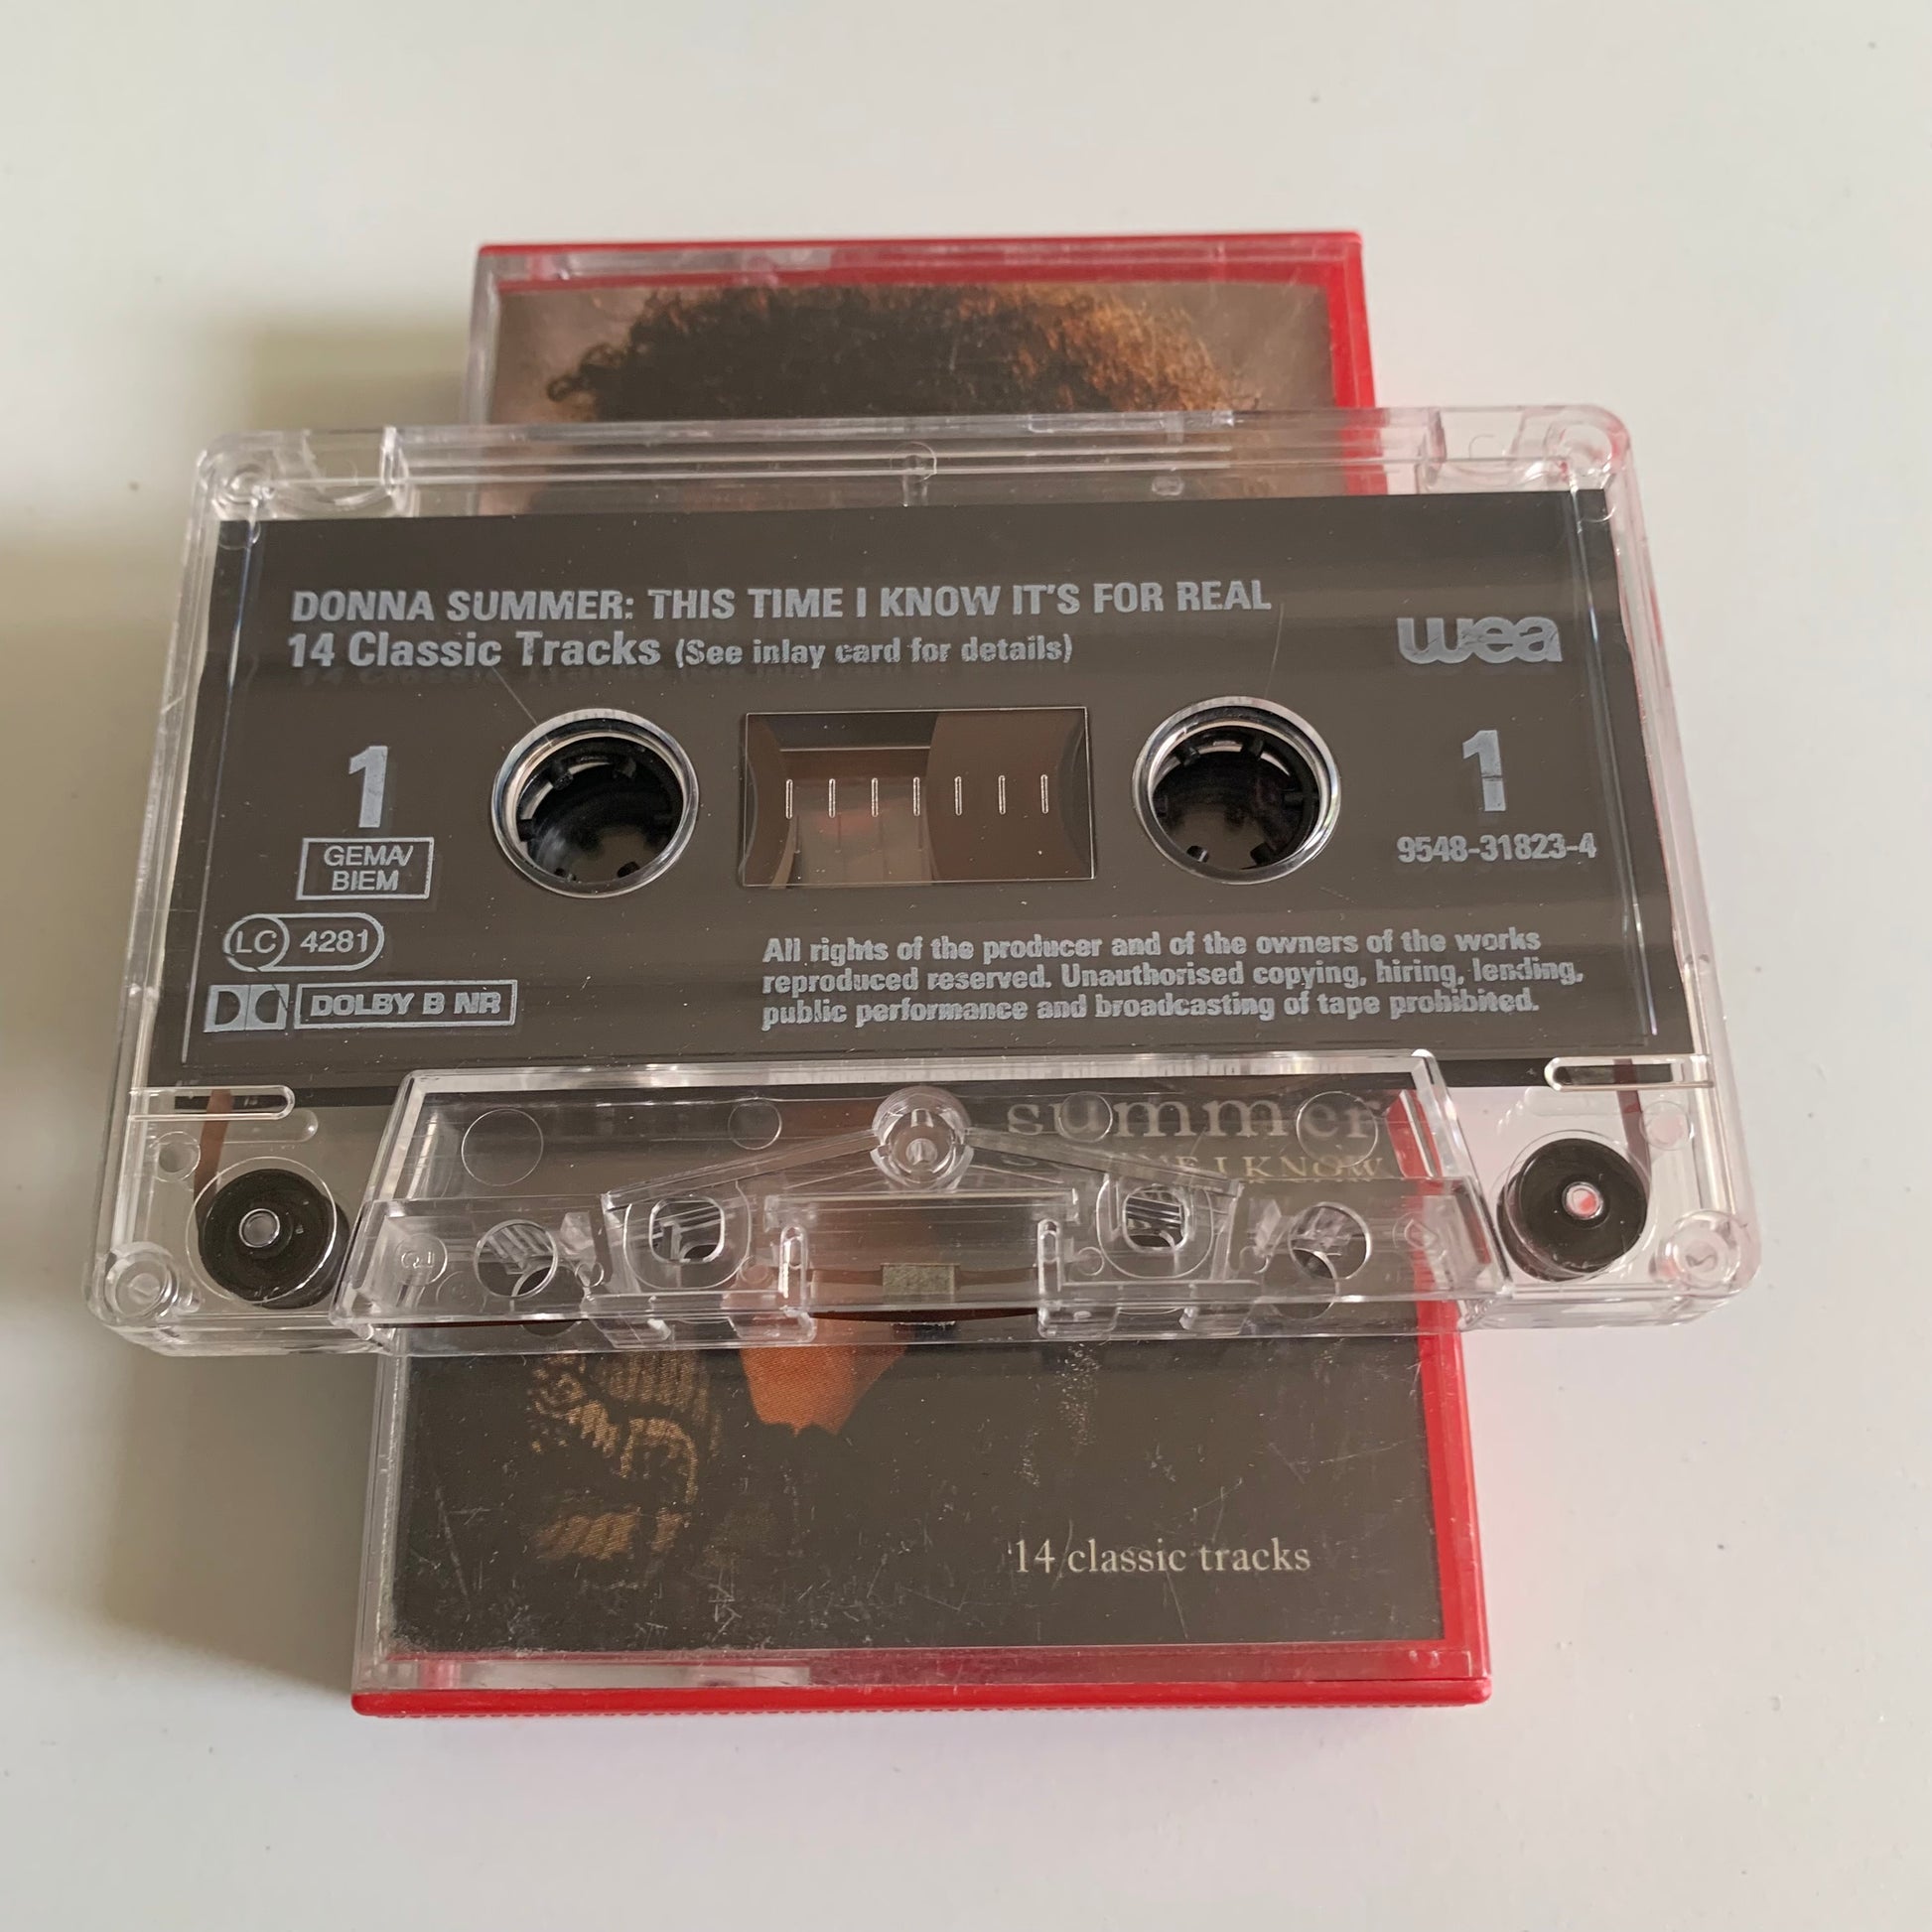 DONNA SUMMER: THIS TIME I KNOW IT'S FOR REAL
14 Classic Tracks (See inlay card for details)
wea
1
1
GEMA/
BIEM
9548-31823-4
LC 4281
DOLBY B NR
All rights of the producer and of the owners of the works
reproduced reserved. Unauthorised copying, hiring, lending,
public performance and broadcasting of tape prohibited.
summer
I KNOW
14 classic tracks